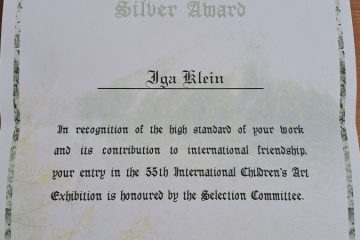 Silver Award
Iga Klein
In recognition of the high standard of your work
and its contribution to international friendship,
your entry in the 55th International Children's Art
Exhibition is honoured by the Selection Committee.